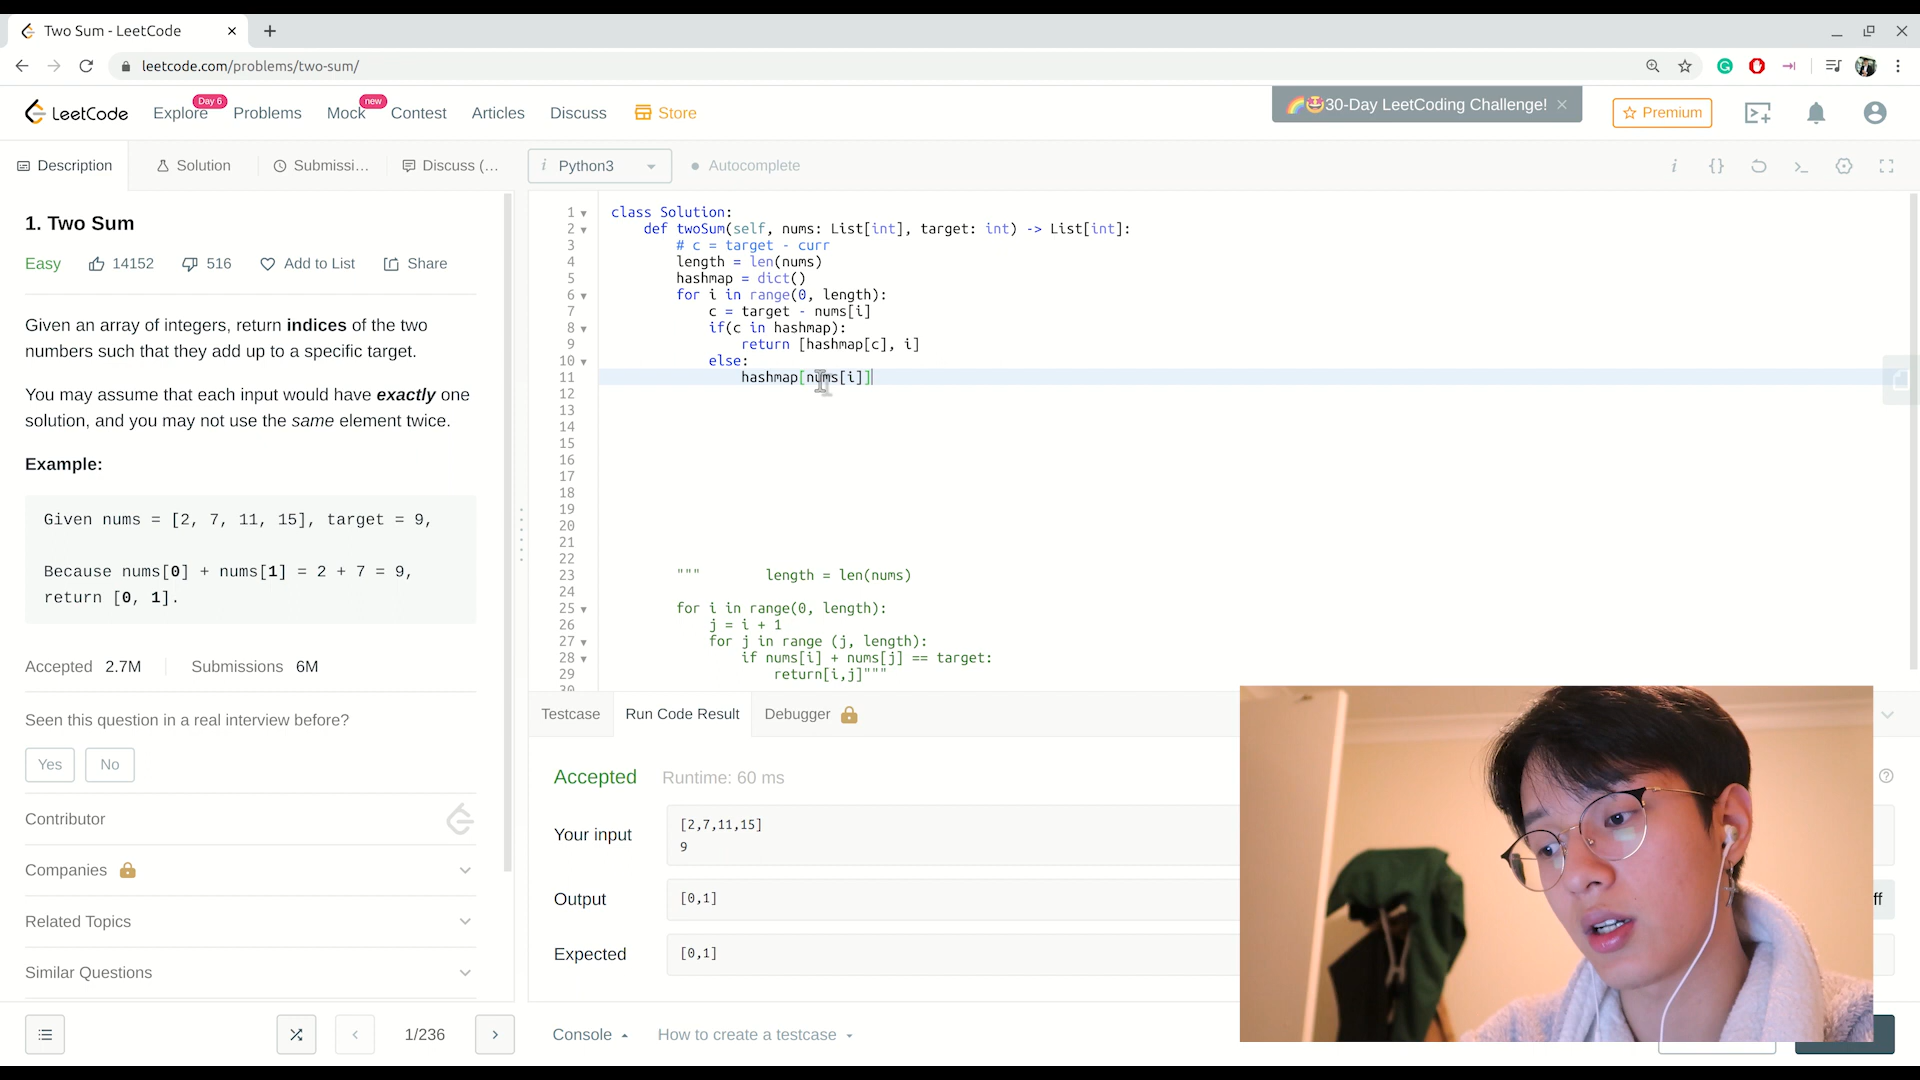 Two Sum - LeetCode
leetcode.com/problems/two-sum/
LeetCode
Explore
Day 6
Problems
Mock
new
Contest
Articles
Discuss
Store
30-Day LeetCoding Challenge!
Premium
Description
Solution
Submissi...
Discuss (...
i Python3
Autocomplete
1. Two Sum
Easy
14152
516
Add to List
Share
Given an array of integers, return indices of the two
numbers such that they add up to a specific target.
You may assume that each input would have exactly one
solution, and you may not use the same element twice.
Example:
Given nums = [2, 7, 11, 15], target = 9,
Because nums[0] + nums[1] = 2 + 7 = 9,
return [0, 1].
Accepted 2.7M
Submissions 6M
Seen this question in a real interview before?
Yes
No
Contributor
Companies
Related Topics
Similar Questions
1/236
1 class Solution:
2 def twoSum(self, nums: List[int], target: int) -> List[int]:
3 # c = target - curr
4 length = len(nums)
5 hashmap = dict()
6 for i in range(0, length):
7 c = target - nums[i]
8 if(c in hashmap):
9 return [hashmap[c], i]
10 else:
11 hashmap[nums[i]]
12
13
14
15
16
17
18
19
20
21
22
23 """ length = len(nums)
24
25 for i in range(0, length):
26 j = i + 1
27 for j in range (j, length):
28 if nums[i] + nums[j] == target:
29 return[i,j]"""
30
Testcase
Run Code Result
Debugger
Accepted
Runtime: 60 ms
Your input
[2,7,11,15]
9
Output
[0,1]
Expected
[0,1]
ff
Console
How to create a testcase